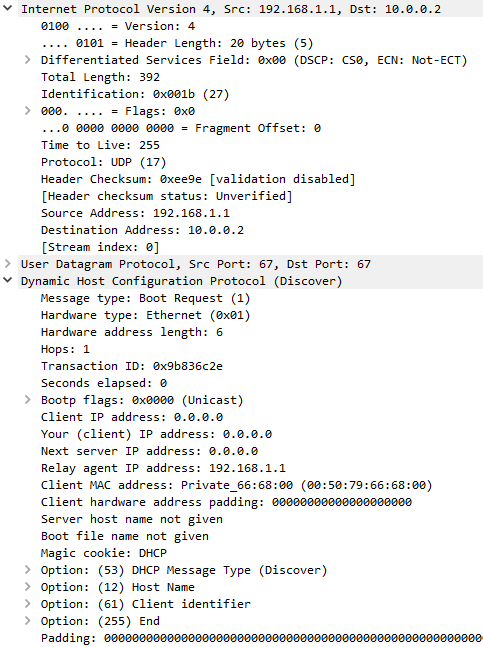 Internet Protocol Version 4, Src: 192.168.1.1, Dst: 10.0.0.2
0100 .... = Version: 4
.... 0101 = Header Length: 20 bytes (5)
Differentiated Services Field: 0x00 (DSCP: CS0, ECN: Not-ECT)
Total Length: 392
Identification: 0x001b (27)
000. .... = Flags: 0x0
...0 0000 0000 0000 = Fragment Offset: 0
Time to Live: 255
Protocol: UDP (17)
Header Checksum: 0xee9e [validation disabled]
[Header checksum status: Unverified]
Source Address: 192.168.1.1
Destination Address: 10.0.0.2
[Stream index: 0]
User Datagram Protocol, Src Port: 67, Dst Port: 67
Dynamic Host Configuration Protocol (Discover)
Message type: Boot Request (1)
Hardware type: Ethernet (0x01)
Hardware address length: 6
Hops: 1
Transaction ID: 0x9b836c2e
Seconds elapsed: 0
Bootp flags: 0x0000 (Unicast)
Client IP address: 0.0.0.0
Your (client) IP address: 0.0.0.0
Next server IP address: 0.0.0.0
Relay agent IP address: 192.168.1.1
Client MAC address: Private_66:68:00 (00:50:79:66:68:00)
Client hardware address padding: 00000000000000000000
Server host name not given
Boot file name not given
Magic cookie: DHCP
Option: (53) DHCP Message Type (Discover)
Option: (12) Host Name
Option: (61) Client identifier
Option: (255) End
Padding: 000000000000000000000000000000000000000000000000000000